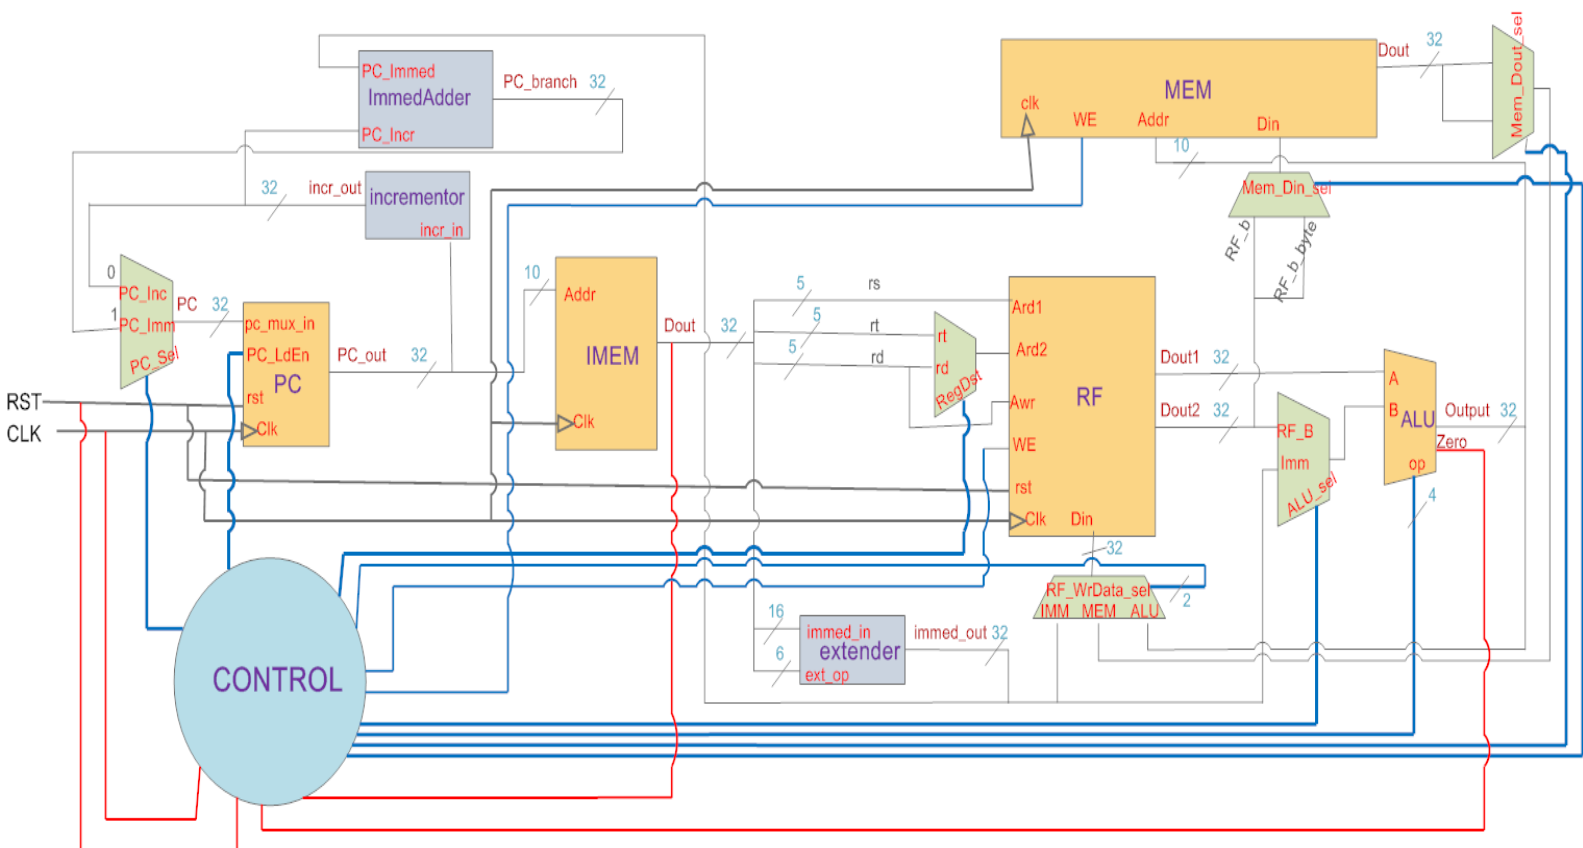 PC_Immed
ImmedAdder
PC_Incr
PC_branch
32
32
incr_out
incrementor
incr_in
0
PC_Inc
1
PC_Imm
PC_Sel
PC
32
pc_mux_in
PC_LdEn
PC
rst
Clk
PC_out
32
RST
CLK
10
Addr
IMEM
Clk
Dout
32
5
rs
5
rt
5
rd
rt
rd
RegDst
Ard1
Ard2
Awr
WE
rst
Clk
Din
RF
Dout1
32
Dout2
32
32
RF_WrData_sel
IMM MEM ALU
2
clk
WE
Addr
MEM
Din
Dout
32
Mem_Dout_sel
10
Mem_Din_sel
RF_b
RF_b_byte
RF_B
Imm
ALU_sel
A
B
ALU
op
Output
32
Zero
4
16
immed_in
6
extender
ext_op
immed_out
32
CONTROL